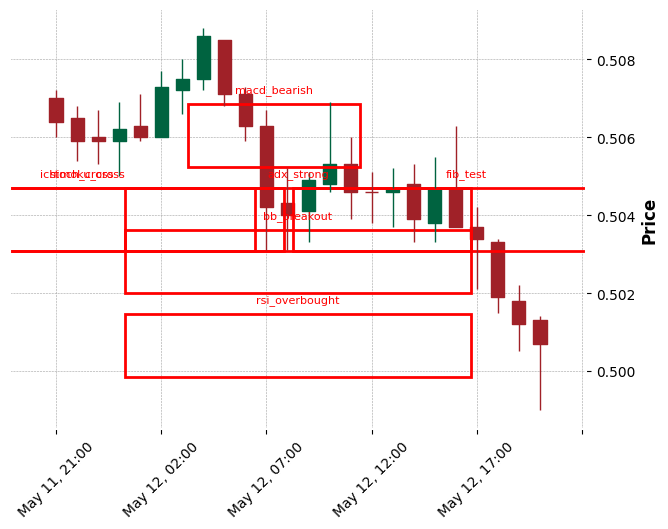 0.508
macd_bearish
0.506
adx_strong
fib_test
Price
0.504
bb_breakout
0.502
rsi_overbought
0.500
May 11, 21:00
May 12, 02:00
May 12, 07:00
May 12, 12:00
May 12, 17:00